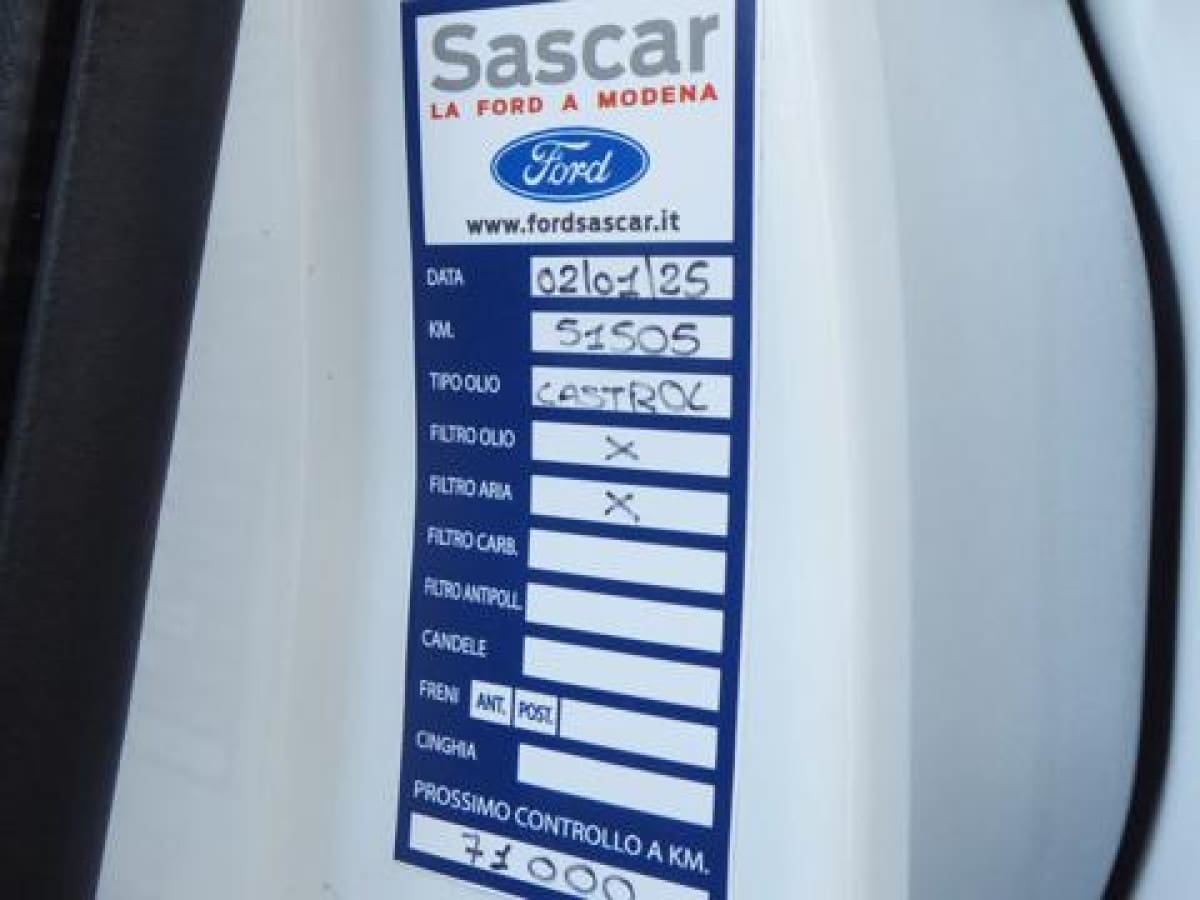 Sascar
LA FORD A MODENA
Ford
www.fordsascar.it
DATA 02/01/25
KM. 51505
TIPO OLIO CASTROL
FILTRO OLIO X
FILTRO ARIA X
FILTRO CARB.
FILTRO ANTIPOLL.
CANDELE
FRENI ANT. POST.
CINGHIA
PROSSIMO CONTROLLO A KM.
71000